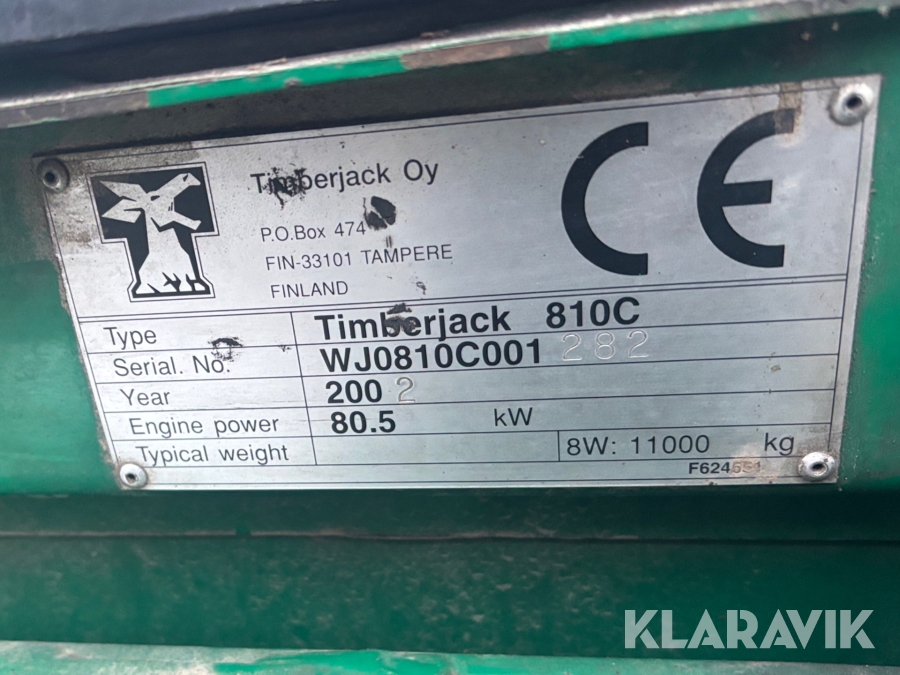 Timberjack Oy
P.O.Box 474
FIN-33101 TAMPERE
FINLAND
CE
Type Timberjack 810C
Serial. No. WJ0810C001 282
Year 2002
Engine power 80.5 kW
Typical weight 8W: 11000 kg
KLARAVIK